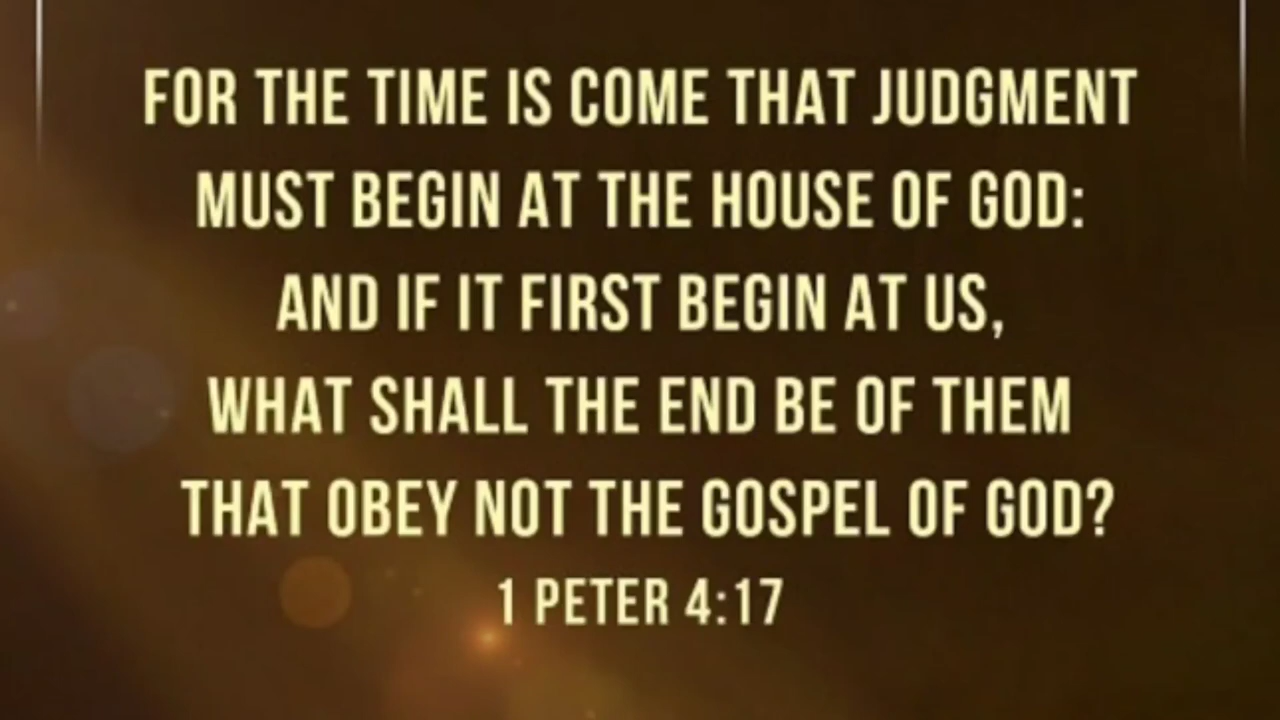 FOR THE TIME IS COME THAT JUDGMENT
MUST BEGIN AT THE HOUSE OF GOD:
AND IF IT FIRST BEGIN AT US,
WHAT SHALL THE END BE OF THEM
THAT OBEY NOT THE GOSPEL OF GOD?
1 PETER 4:17